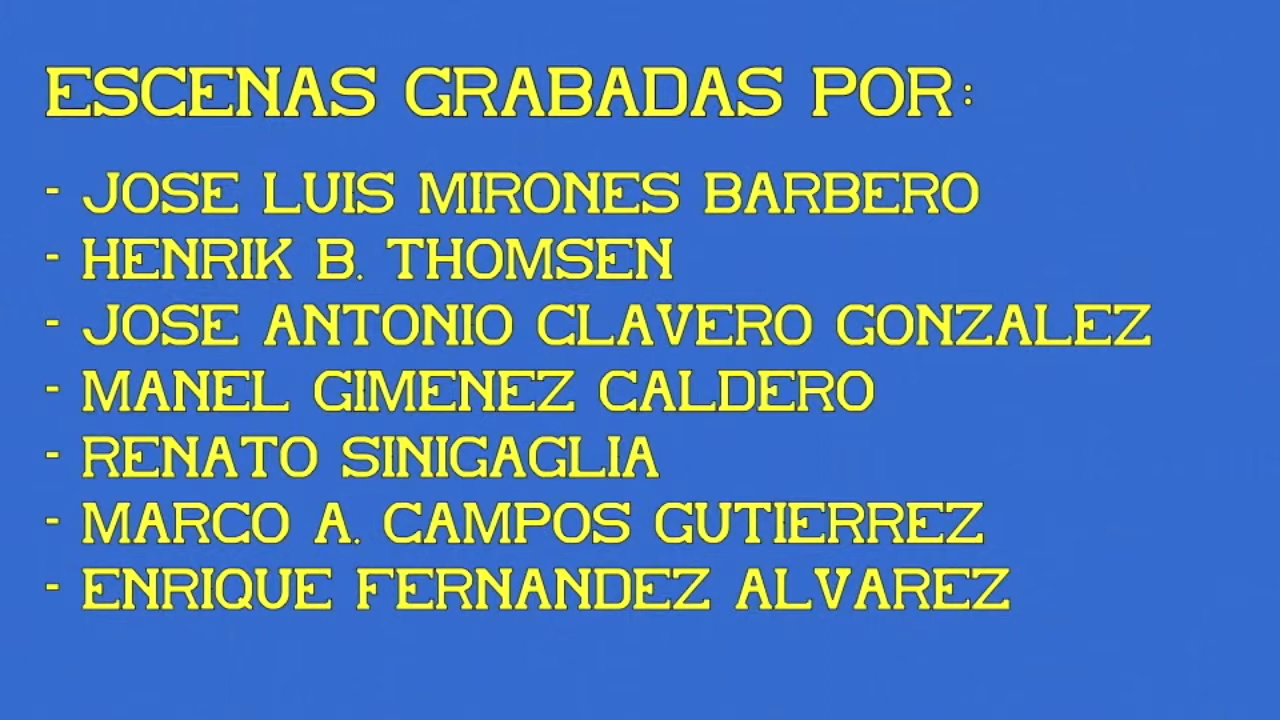 ESCENAS GRABADAS POR:
- JOSE LUIS MIRONES BARBERO
- HENRIK B. THOMSEN
- JOSE ANTONIO CLAVERO GONZALEZ
- MANEL GIMENEZ CALDERO
- RENATO SINIGAGLIA
- MARCO A. CAMPOS GUTIERREZ
- ENRIQUE FERNANDEZ ALVAREZ